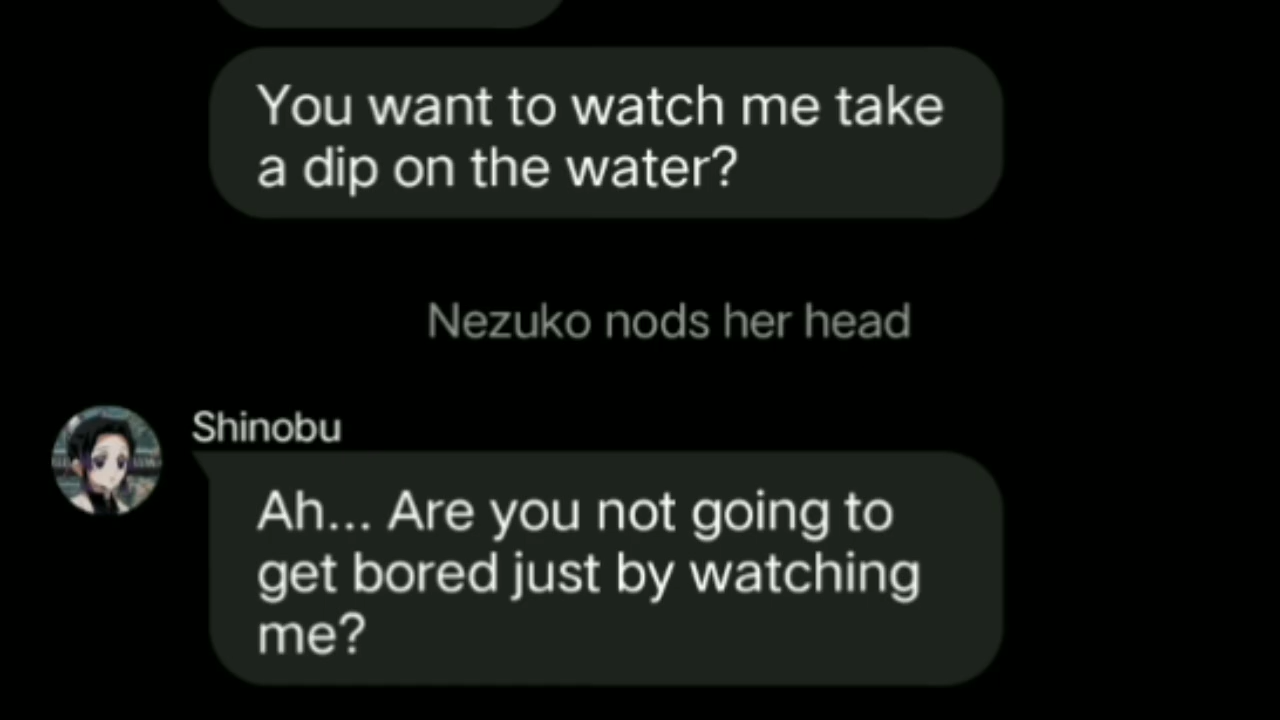 You want to watch me take
a dip on the water?
Nezuko nods her head
Shinobu
Ah... Are you not going to
get bored just by watching
me?